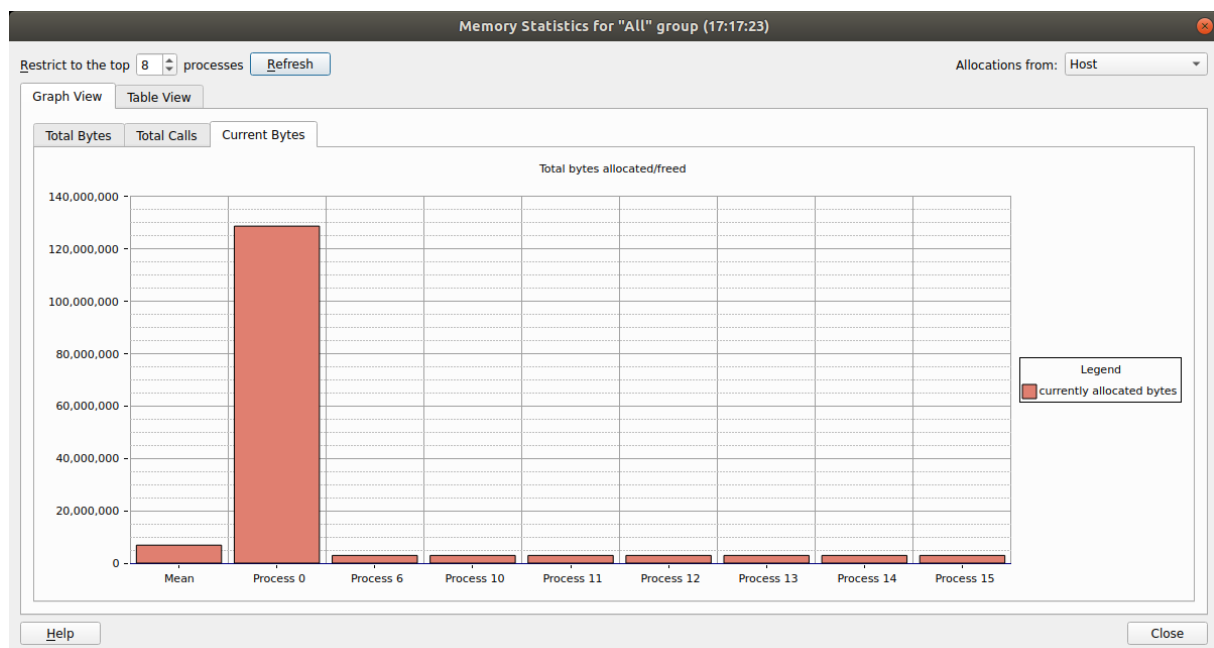 Memory Statistics for "All" group (17:17:23)
Restrict to the top 8 processes Refresh Allocations from: Host
Graph View Table View
Total Bytes Total Calls Current Bytes
Total bytes allocated/freed
140,000,000
120,000,000
100,000,000
80,000,000
60,000,000
40,000,000
20,000,000
0
Mean Process 0 Process 6 Process 10 Process 11 Process 12 Process 13 Process 14 Process 15
Legend
currently allocated bytes
Help Close